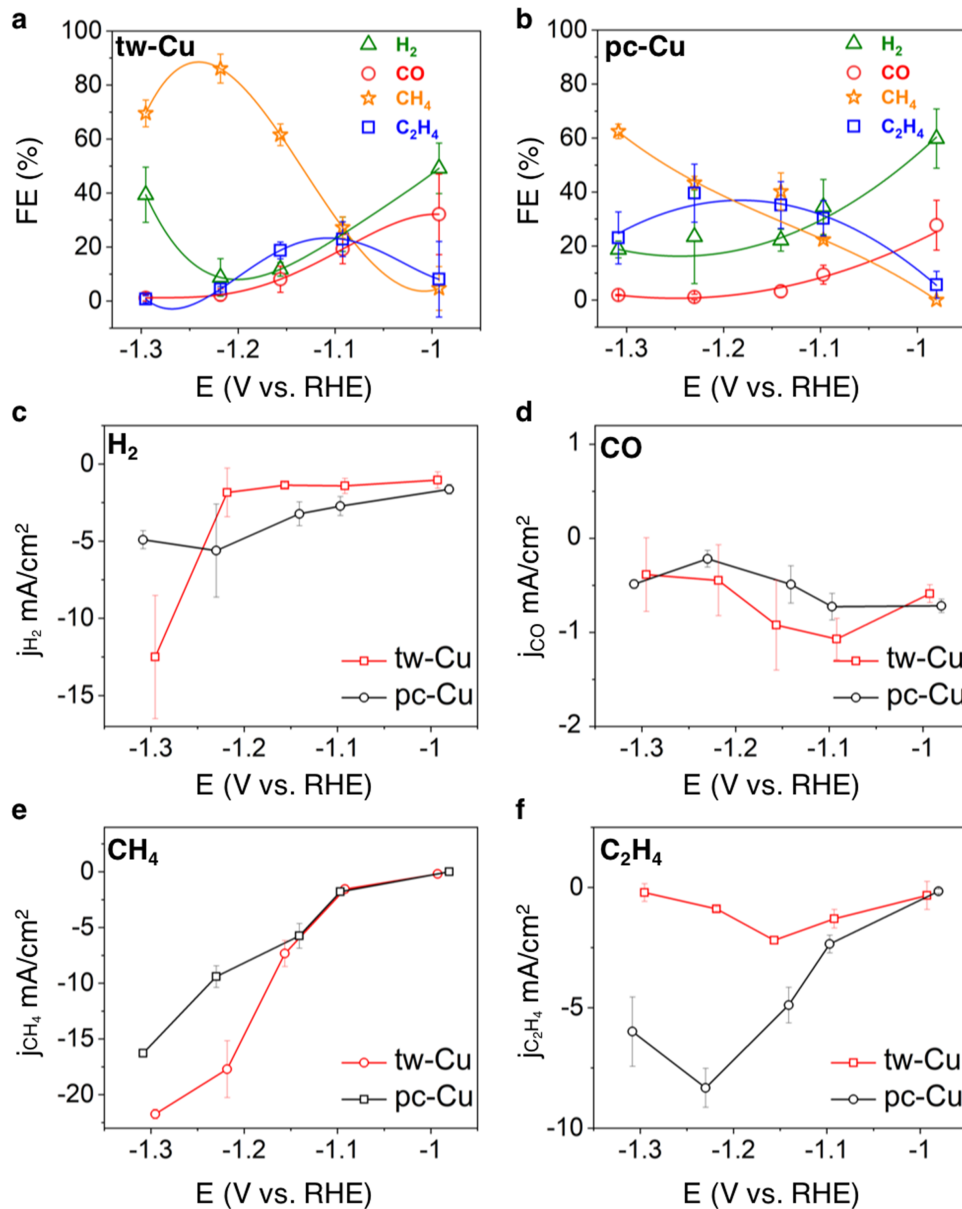 a
tw-Cu
H₂
CO
CH₄
C₂H₄
FE (%)
100
80
60
40
20
0
-1.3 -1.2 -1.1 -1
E (V vs. RHE)
b
pc-Cu
H₂
CO
CH₄
C₂H₄
FE (%)
100
80
60
40
20
0
-1.3 -1.2 -1.1 -1
E (V vs. RHE)
c
H₂
jH₂ mA/cm²
0
-5
-10
-15
tw-Cu
pc-Cu
-1.3 -1.2 -1.1 -1
E (V vs. RHE)
d
CO
jCO mA/cm²
1
0
-1
-2
tw-Cu
pc-Cu
-1.3 -1.2 -1.1 -1
E (V vs. RHE)
e
CH₄
jCH₄ mA/cm²
0
-5
-10
-15
-20
tw-Cu
pc-Cu
-1.3 -1.2 -1.1 -1
E (V vs. RHE)
f
C₂H₄
jC₂H₄ mA/cm²
0
-5
-10
tw-Cu
pc-Cu
-1.3 -1.2 -1.1 -1
E (V vs. RHE)